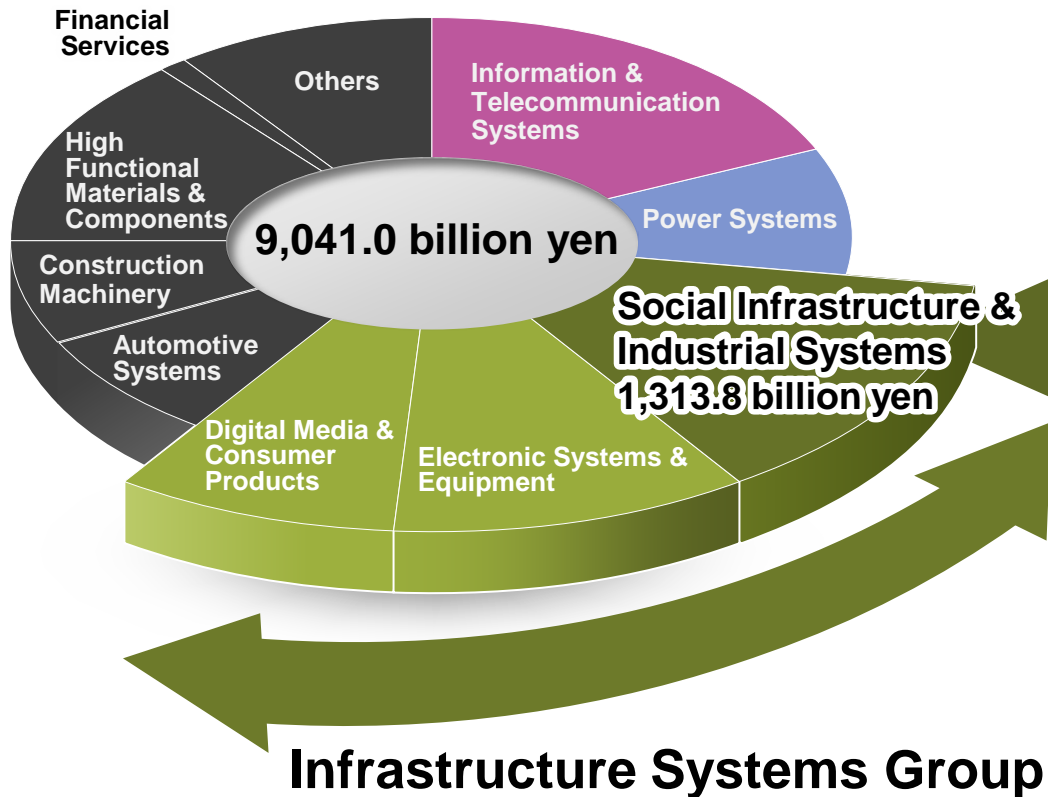 Financial
Services
Others
Information &
Telecommunication
Systems
High
Functional
Materials &
Components
Power Systems
9,041.0 billion yen
Construction
Machinery
Social Infrastructure &
Industrial Systems
1,313.8 billion yen
Automotive
Systems
Digital Media &
Consumer
Products
Electronic Systems &
Equipment
Infrastructure Systems Group